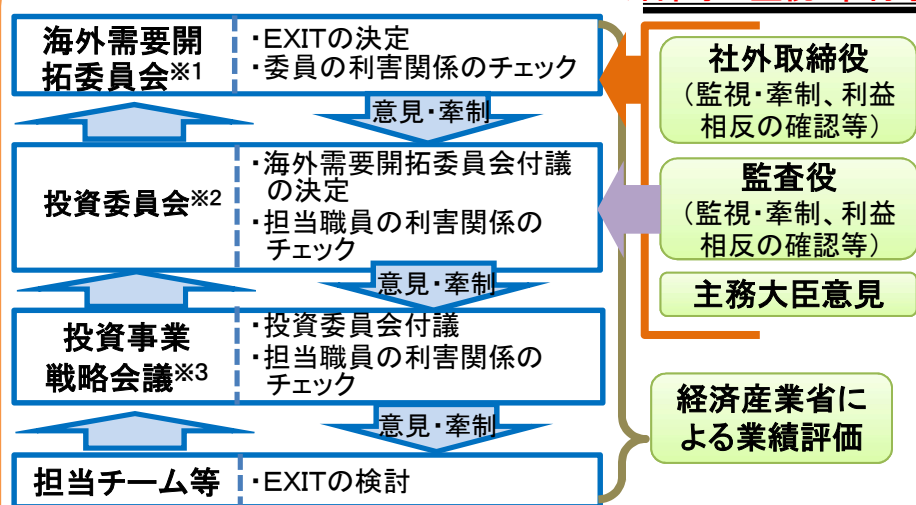 海外需要開
拓委員会※1
・EXITの決定
・委員の利害関係のチェック
意見・牽制
投資委員会※2
・海外需要開拓委員会付議
の決定
・担当職員の利害関係の
チェック
意見・牽制
投資事業
戦略会議※3
・投資委員会付議
・担当職員の利害関係の
チェック
意見・牽制
担当チーム等
・EXITの検討
社外取締役
（監視・牽制、利益
相反の確認等）
監査役
（監視・牽制、利益
相反の確認等）
主務大臣意見
経済産業省に
よる業績評価